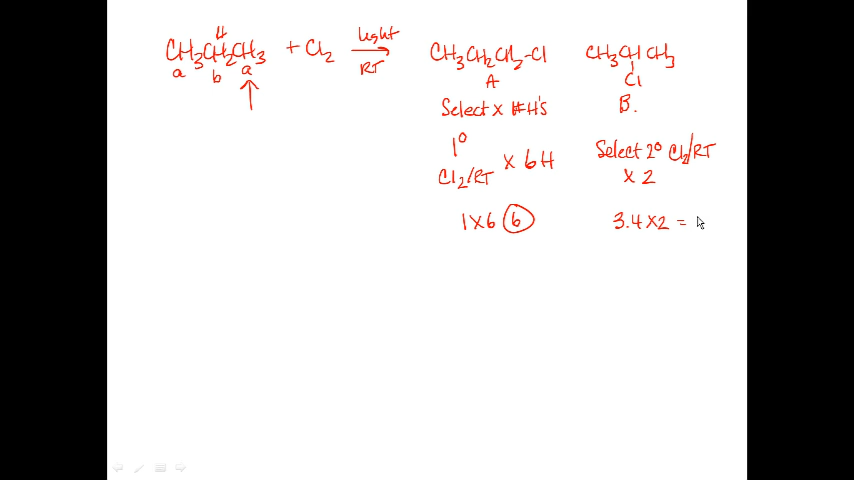 H
CH3CH2CH3 + Cl2 light RT CH3CH2CH2-Cl CH3CHCH3
a b a Cl
A B.
Select x #H's
1° Cl2/RT x 6H Select 2° Cl2/RT x 2
1x6 6 3.4x2 =